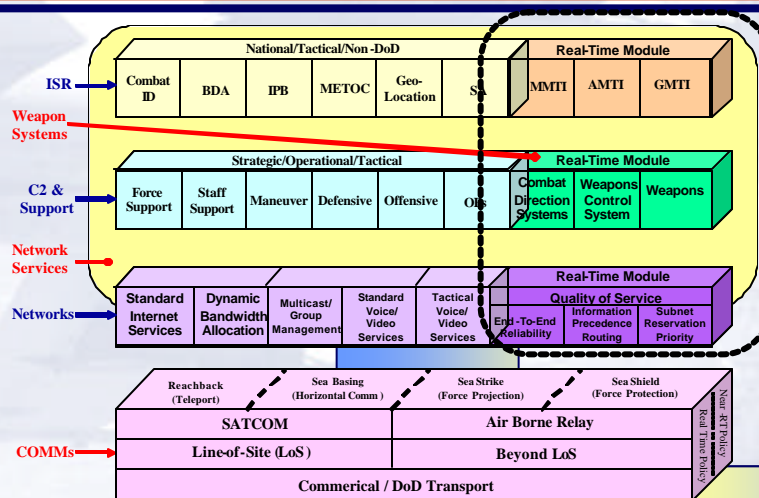 National/Tactical/Non-DoD
Real-Time Module
ISR
Combat
ID
BDA
IPB
METOC
Geo-
Location
SA
MMTI
AMTI
GMTI
Weapon
Systems
Strategic/Operational/Tactical
Real-Time Module
C2 &
Support
Force
Support
Staff
Support
Maneuver
Defensive
Offensive
Combat
Direction
Systems
Weapons
Control
System
Weapons
Network
Services
Real-Time Module
Networks
Standard
Internet
Services
Dynamic
Bandwidth
Allocation
Multicast/
Group
Management
Standard
Voice/
Video
Services
Tactical
Voice/
Video
Services
Quality of Service
End-To-End
Reliability
Information
Precedence
Routing
Subnet
Reservation
Priority
Reachback
(Teleport)
Sea Basing
(Horizontal Comm)
Sea Strike
(Force Projection)
Sea Shield
(Force Protection)
SATCOM
Air Borne Relay
COMMs
Line-of-Site (LoS)
Beyond LoS
Commerical / DoD Transport
Near-RT Policy
Real Time Policy